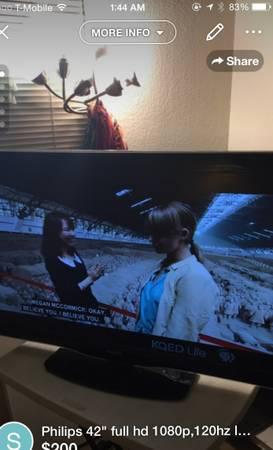 T-Mobile 1:44 AM 83%
MORE INFO
Share
MEGAN MCCORMICK: OKAY,
BELIEVE YOU. I BELIEVE YOU.
KQED Life
S
Philips 42" full hd 1080p,120hz l...
$200